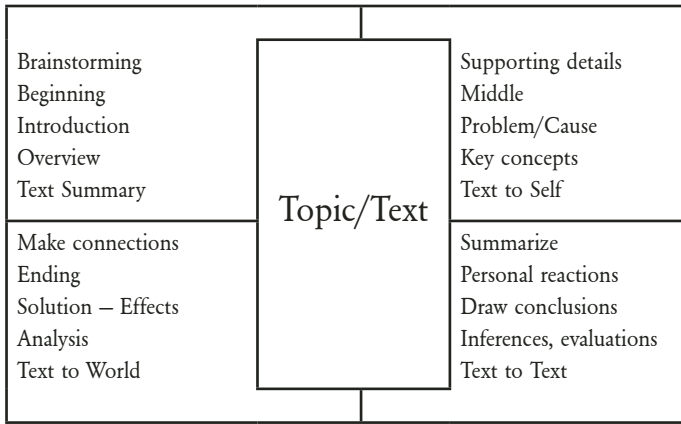 Brainstorming
Beginning
Introduction
Overview
Text Summary
Supporting details
Middle
Problem/Cause
Key concepts
Text to Self
Topic/Text
Make connections
Ending
Solution – Effects
Analysis
Text to World
Summarize
Personal reactions
Draw conclusions
Inferences, evaluations
Text to Text